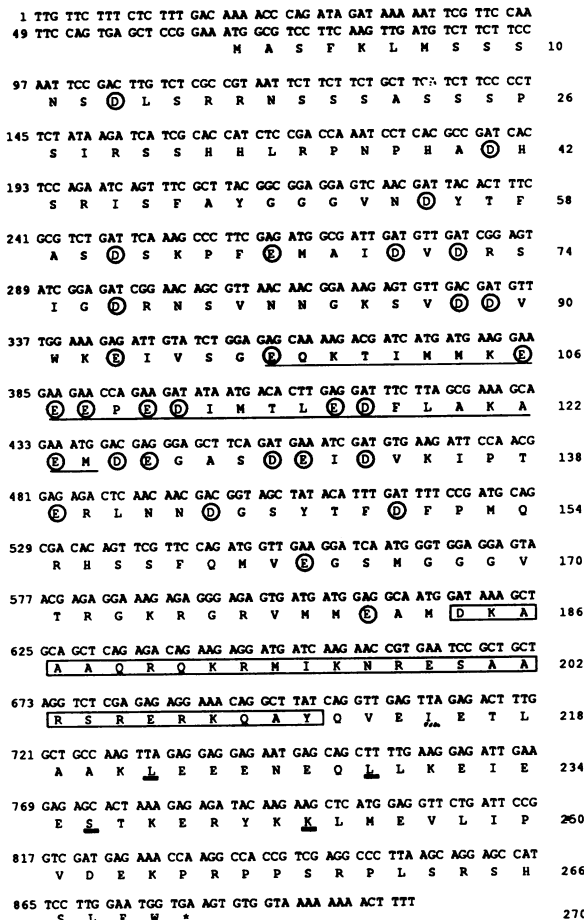 1 TTG TTC TTT CTC TTT GAC AAA ACC CAG ATA GAT AAA AAT TCG TTC CAA
49 TTC CAG TGA GCT CCG GAA ATG GCG TCC TTC AAG TTG ATG TCT TCT TCC
M A S F K L M S S S 10
97 AAT TCC GAC TTG TCT CGC CGT AAT TCT TCT TCT GCT TCT TCC CCT
N S D L S R R N S S S A S S S P 26
145 TCT ATA AGA TCA TCG CAC CAT CTC CGA CCA AAT CCT CAC GCC GAT CAC
S I R S S H H L R P N P H A D H 42
193 TCC AGA ATC AGT TTC GCT TAC GGC GGA GGA GTC AAC GAT TAC ACT TTC
S R I S F A Y G G G V N D Y T F 58
241 GCG TCT GAT TCA AAG CCC TTC GAG ATG GCG ATT GAT GTT GAT CGG AGT
A S D S K P F E M A I D V D R S 74
289 ATC GGA GAT CGG AAC AGC GTT AAC AAC GGA AAG AGT GTT GAC GAT GTT
I G D R N S V N N G K S V D D V 90
337 TGG AAA GAG ATT GTA TCT GGA GAG CAA AAG ACG ATC ATG ATG AAG GAA
W K E I V S G E Q K T I M M K E 106
385 GAA GAA CCA GAA GAT ATA ATG ACA CTT GAG GAT TTC TTA GCG AAA GCA
E E P E D I M T L E D F L A K A 122
433 GAA ATG GAC GAG GGA GCT TCA GAT GAA ATC GAT GTG AAG ATT CCA ACG
E M D E G A S D E I D V K I P T 138
481 GAG AGA CTC AAC AAC GAC GGT AGC TAT ACA TTT GAT TTT CCG ATG CAG
E R L N N D G S Y T F D F P M Q 154
529 CGA CAC AGT TCG TTC CAG ATG GTT GAA GGA TCA ATG GGT GGA GGA GTA
R H S S F Q M V E G S M G G G V 170
577 ACG AGA GGA AAG AGA GGG AGA GTG ATG ATG GAG GCA ATG GAT AAA GCT
T R G K R G R V M M E A M D K A 186
625 GCA GCT CAG AGA CAG AAG AGG ATG ATC AAG AAC CGT GAA TCC GCT GCT
A A Q R Q K R M I K N R E S A A 202
673 AGG TCT CGA GAG AGG AAA CAG GCT TAT CAG GTT GAG TTA GAG ACT TTG
R S R E R K Q A Y Q V E E T L 218
721 GCT GCC AAG TTA GAG GAG GAG AAT GAG CAG CTT TTG AAG GAG ATT GAA
A A K L E E E N E Q L L K E I E 234
769 GAG AGC ACT AAA GAG AGA TAC AAG AAG CTC ATG GAG GTT CTG ATT CCG
E S T K E R Y K K L M E V L I P 250
817 GTC GAT GAG AAA CCA AGG CCA CCG TCG AGG CCC TTA AGC AGG AGC CAT
V D E K P R P P S R P L S R S H 266
865 TCC TTG GAA TGG TGA AGT GTG GTA AAA AAA ACT TTT
S L E W * 270